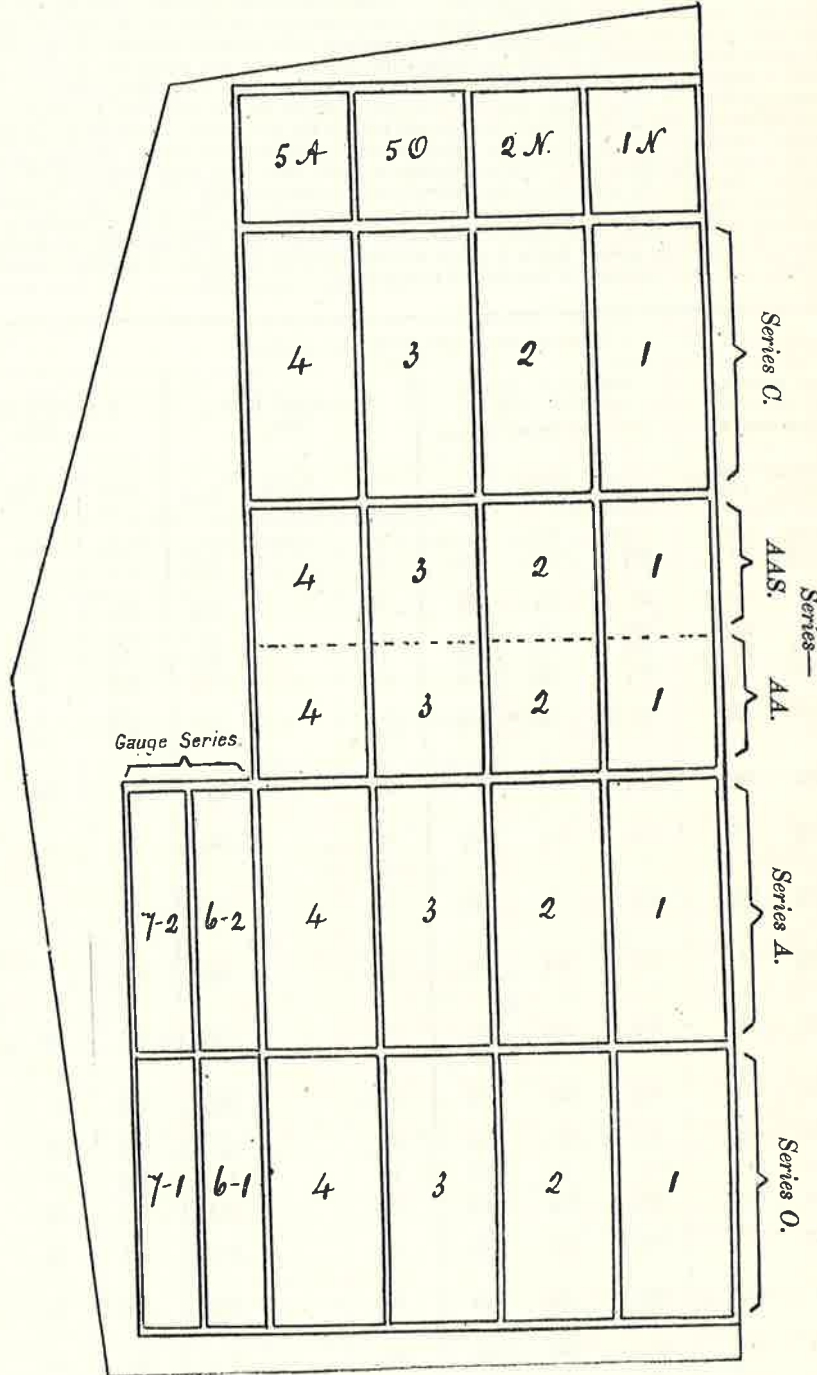 5 A 5 O 2 N. 1 N
4 3 2 1
Series C.
4 3 2 1
AAS.
Series—
4 3 2 1
AA.
Gauge Series.
7-2 6-2 4 3 2 1
Series A.
7-1 6-1 4 3 2 1
Series O.